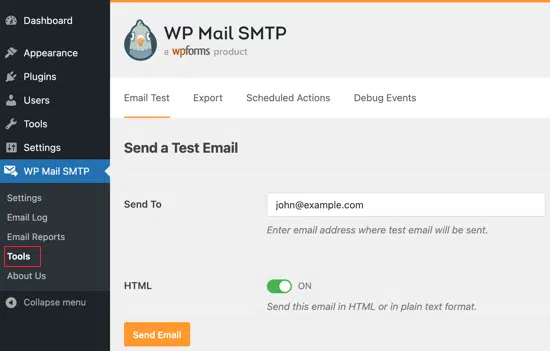 Dashboard
Appearance
Plugins
Users
Tools
Settings
WP Mail SMTP
Settings
Email Log
Email Reports
Tools
About Us
Collapse menu
WP Mail SMTP
a wpforms product
Email Test Export Scheduled Actions Debug Events
Send a Test Email
Send To john@example.com
Enter email address where test email will be sent.
HTML ON
Send this email in HTML or in plain text format.
Send Email